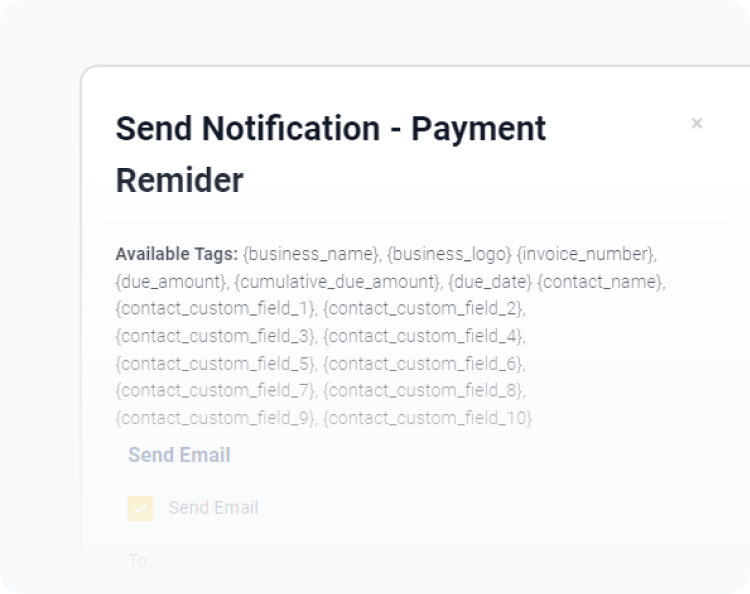 Send Notification - Payment
Remider
×
Available Tags: {business_name}, {business_logo} {invoice_number},
{due_amount}, {cumulative_due_amount}, {due_date} {contact_name},
{contact_custom_field_1}, {contact_custom_field_2},
{contact_custom_field_3}, {contact_custom_field_4},
{contact_custom_field_5}, {contact_custom_field_6},
{contact_custom_field_7}, {contact_custom_field_8},
{contact_custom_field_9}, {contact_custom_field_10}
Send Email
Send Email
To: